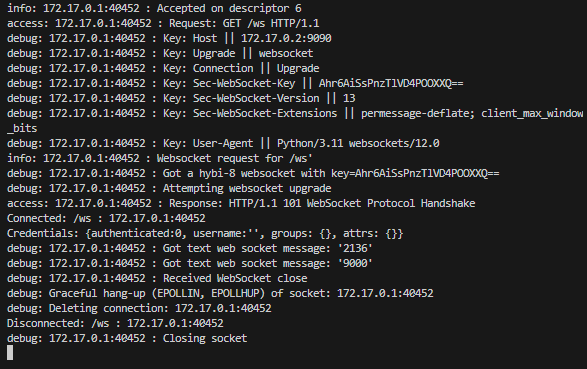 info: 172.17.0.1:40452 : Accepted on descriptor 6
access: 172.17.0.1:40452 : Request: GET /ws HTTP/1.1
debug: 172.17.0.1:40452 : Key: Host || 172.17.0.2:9090
debug: 172.17.0.1:40452 : Key: Upgrade || websocket
debug: 172.17.0.1:40452 : Key: Connection || Upgrade
debug: 172.17.0.1:40452 : Key: Sec-WebSocket-Key || Ahr6AiSsPnzTlVD4POOXXQ==
debug: 172.17.0.1:40452 : Key: Sec-WebSocket-Version || 13
debug: 172.17.0.1:40452 : Key: Sec-WebSocket-Extensions || permessage-deflate; client_max_window
_bits
debug: 172.17.0.1:40452 : Key: User-Agent || Python/3.11 websockets/12.0
info: 172.17.0.1:40452 : Websocket request for /ws'
debug: 172.17.0.1:40452 : Got a hybi-8 websocket with key=Ahr6AiSsPnzTlVD4POOXXQ==
debug: 172.17.0.1:40452 : Attempting websocket upgrade
access: 172.17.0.1:40452 : Response: HTTP/1.1 101 WebSocket Protocol Handshake
Connected: /ws : 172.17.0.1:40452
Credentials: {authenticated:0, username:'', groups: {}, attrs: {}}
debug: 172.17.0.1:40452 : Got text web socket message: '2136'
debug: 172.17.0.1:40452 : Got text web socket message: '9000'
debug: 172.17.0.1:40452 : Received WebSocket close
debug: Graceful hang-up (EPOLLIN, EPOLLHUP) of socket: 172.17.0.1:40452
debug: Deleting connection: 172.17.0.1:40452
Disconnected: /ws : 172.17.0.1:40452
debug: 172.17.0.1:40452 : Closing socket